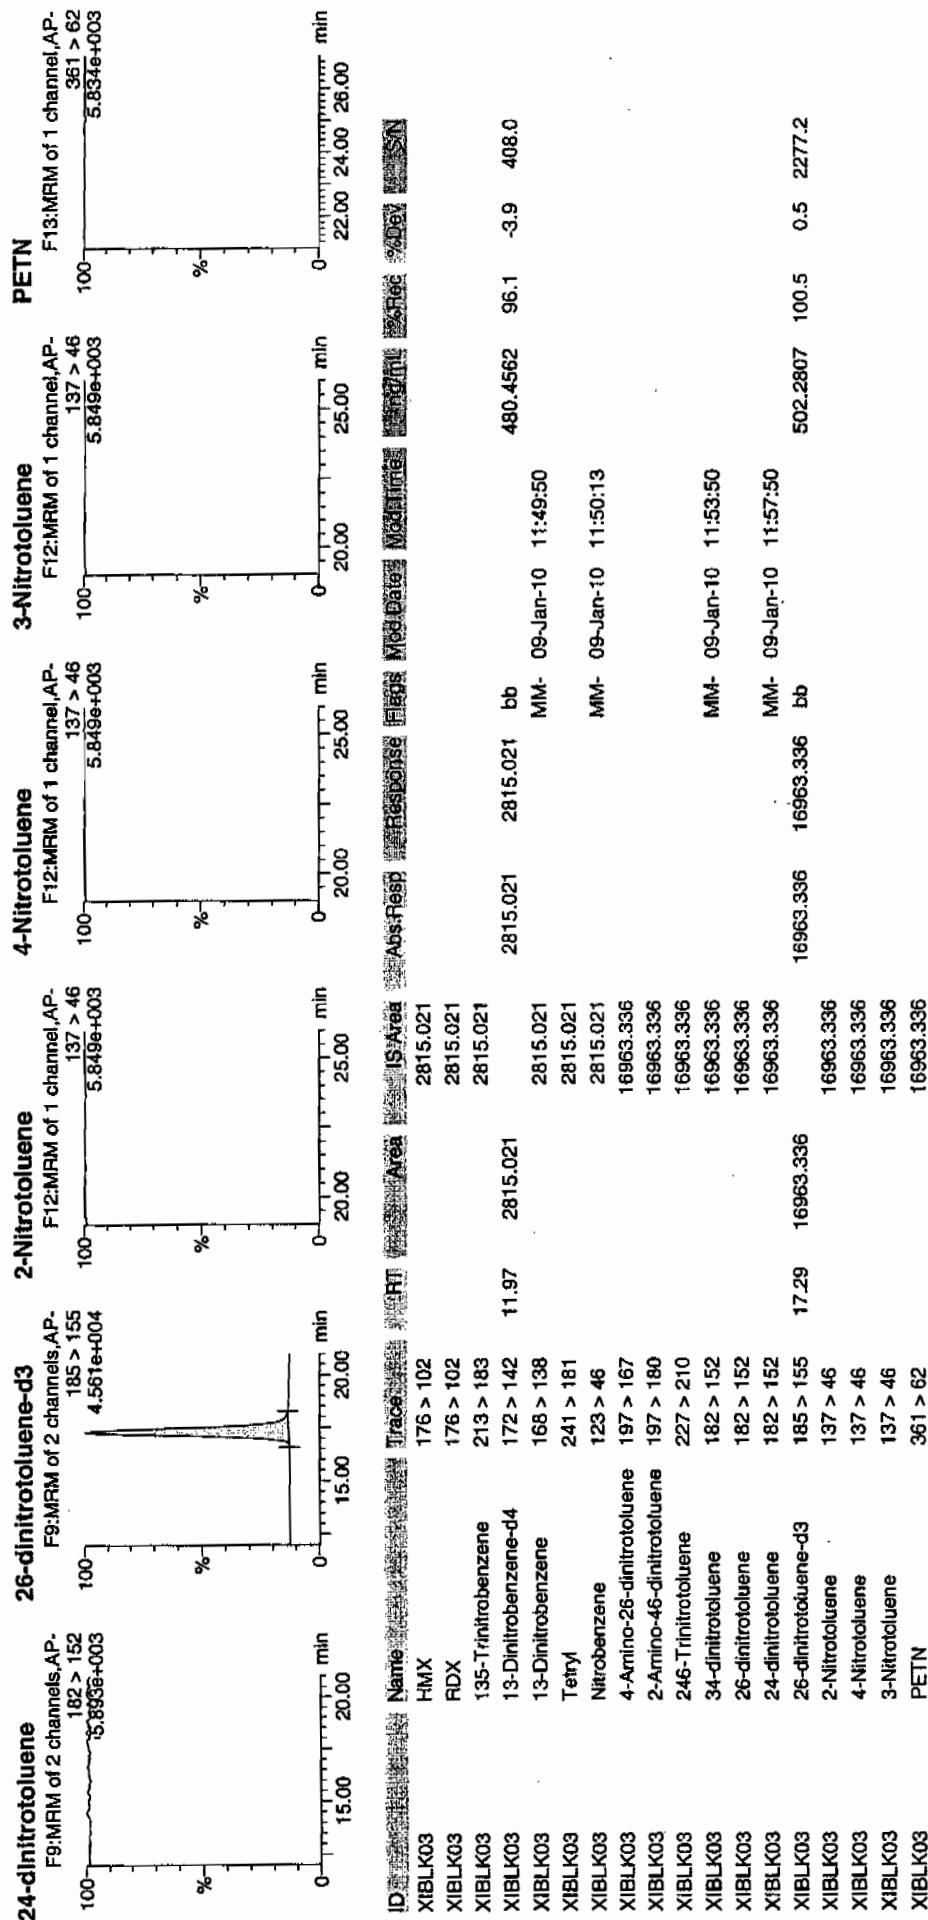 24-dinitrotoluene
F9:MRM of 2 channels,AP-
182 > 152
5.893e+003
100
%
0
15.00 20.00 min
26-dinitrotoluene-d3
F9:MRM of 2 channels,AP-
185 > 155
4.561e+004
100
%
0
15.00 20.00 min
2-Nitrotoluene
F12:MRM of 1 channel,AP-
137 > 46
5.849e+003
100
%
0
20.00 25.00 min
4-Nitrotoluene
F12:MRM of 1 channel,AP-
137 > 46
5.849e+003
100
%
0
20.00 25.00 min
3-Nitrotoluene
F12:MRM of 1 channel,AP-
137 > 46
5.849e+003
100
%
0
20.00 25.00 min
PETN
F13:MRM of 1 channel,AP-
361 > 62
5.834e+003
100
%
0
22.00 24.00 26.00 min
ID Name Trace RT Area IS Area Abs.Resp Response Flags Mod.Date Mod.Time ng/mL %Rec %Dev S/N
XIBLK03 HMX 176 > 102 2815.021
XIBLK03 RDX 176 > 102 2815.021
XIBLK03 135-Trinitrobenzene 213 > 183 2815.021
XIBLK03 13-Dinitrobenzene-d4 172 > 142 11.97 2815.021 2815.021 2815.021 bb 480.4562 96.1 -3.9 408.0
XIBLK03 13-Dinitrobenzene 168 > 138 2815.021 MM- 09-Jan-10 11:49:50
XIBLK03 Tetryl 241 > 181 2815.021
XIBLK03 Nitrobenzene 123 > 46 2815.021 MM- 09-Jan-10 11:50:13
XIBLK03 4-Amino-26-dinitrotoluene 197 > 167 16963.336
XIBLK03 2-Amino-46-dinitrotoluene 197 > 180 16963.336
XIBLK03 246-Trinitrotoluene 227 > 210 16963.336
XIBLK03 34-dinitrotoluene 182 > 152 16963.336 MM- 09-Jan-10 11:53:50
XIBLK03 26-dinitrotoluene 182 > 152 16963.336
XIBLK03 24-dinitrotoluene 182 > 152 16963.336 MM- 09-Jan-10 11:57:50
XIBLK03 26-dinitrotoluene-d3 185 > 155 17.29 16963.336 16963.336 16963.336 bb 502.2807 100.5 0.5 2277.2
XIBLK03 2-Nitrotoluene 137 > 46 16963.336
XIBLK03 4-Nitrotoluene 137 > 46 16963.336
XIBLK03 3-Nitrotoluene 137 > 46 16963.336
XIBLK03 PETN 361 > 62 16963.336